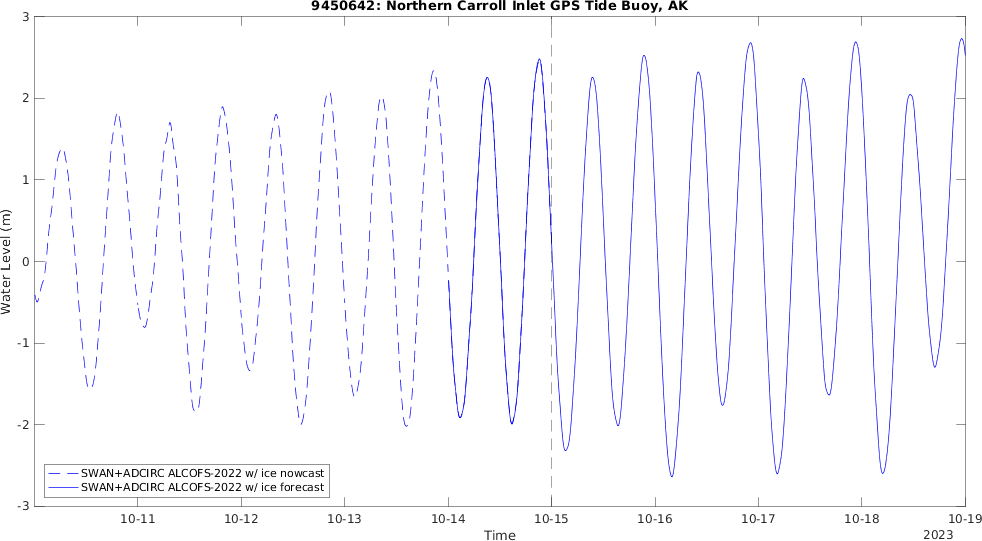 9450642: Northern Carroll Inlet GPS Tide Buoy, AK
3
2
1
0
-1
-2
-3
Water Level (m)
SWAN+ADCIRC ALCOFS-2022 w/ ice nowcast
SWAN+ADCIRC ALCOFS-2022 w/ ice forecast
10-11 10-12 10-13 10-14 10-15 10-16 10-17 10-18 10-19
Time
2023